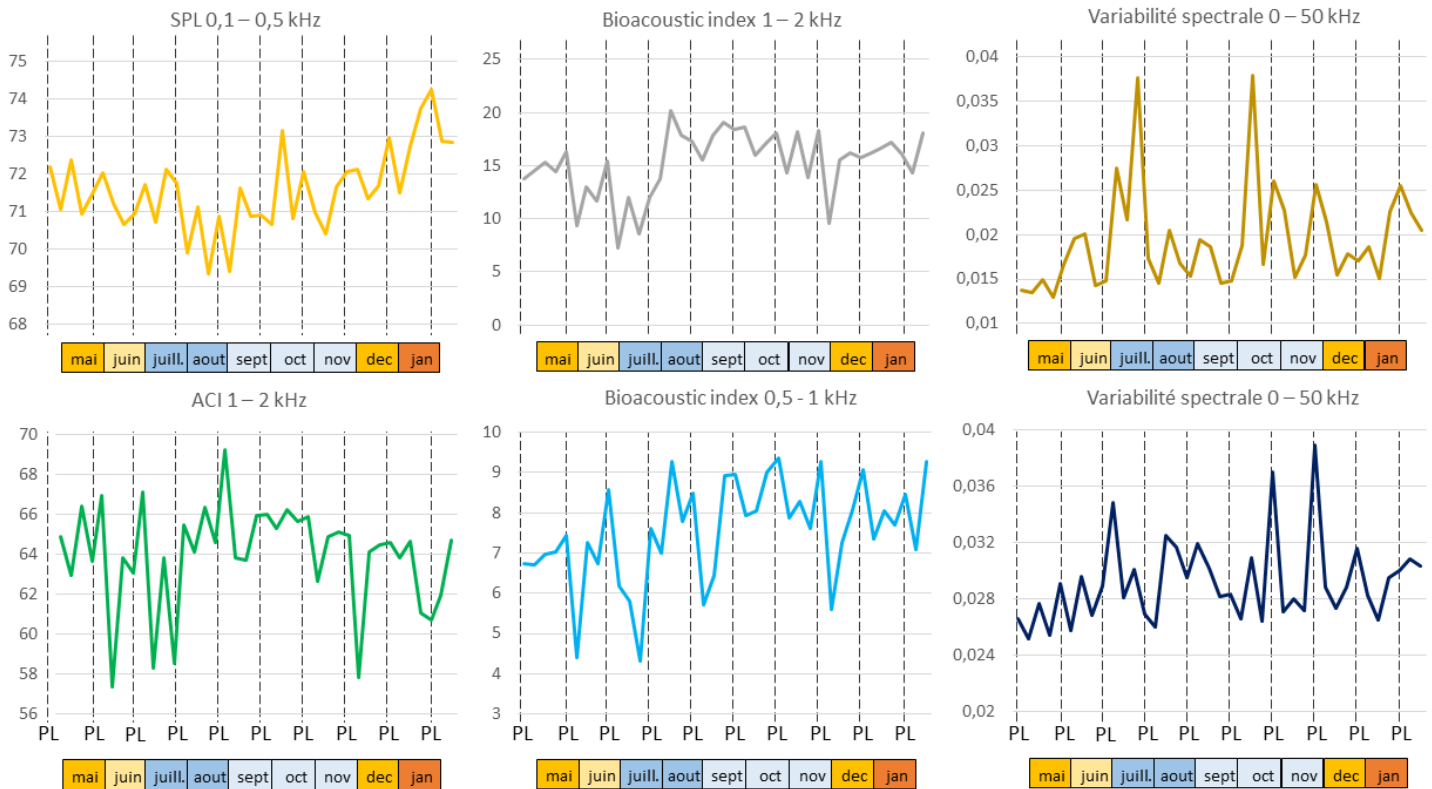 SPL 0,1 – 0,5 kHz
75
74
73
72
71
70
69
68
mai juin juill. aout sept oct nov dec jan
Bioacoustic index 1 – 2 kHz
25
20
15
10
5
0
mai juin juill. aout sept oct nov dec jan
Variabilité spectrale 0 – 50 kHz
0,04
0,035
0,03
0,025
0,02
0,015
0,01
mai juin juill. aout sept oct nov dec jan
ACI 1 – 2 kHz
70
68
66
64
62
60
58
56
PL PL PL PL PL PL PL PL PL PL
mai juin juill. aout sept oct nov dec jan
Bioacoustic index 0,5 - 1 kHz
10
9
8
7
6
5
4
3
PL PL PL PL PL PL PL PL PL PL
mai juin juill. aout sept oct nov dec jan
Variabilité spectrale 0 – 50 kHz
0,04
0,036
0,032
0,028
0,024
0,02
PL PL PL PL PL PL PL PL PL PL
mai juin juill. aout sept oct nov dec jan